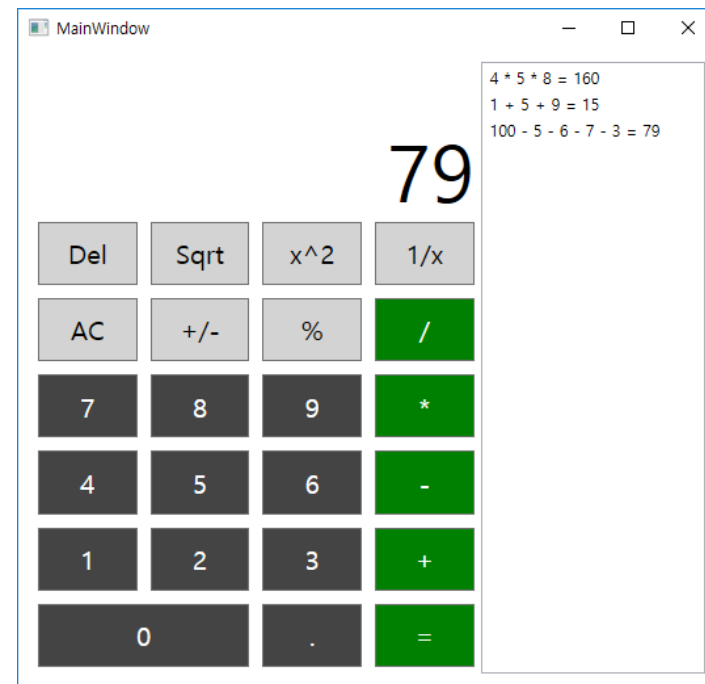 MainWindow
4 * 5 * 8 = 160
1 + 5 + 9 = 15
100 - 5 - 6 - 7 - 3 = 79
79
Del Sqrt x^2 1/x
AC +/- % /
7 8 9 *
4 5 6 -
1 2 3 +
0 . =